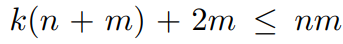 k(n + m) + 2m ≤ nm